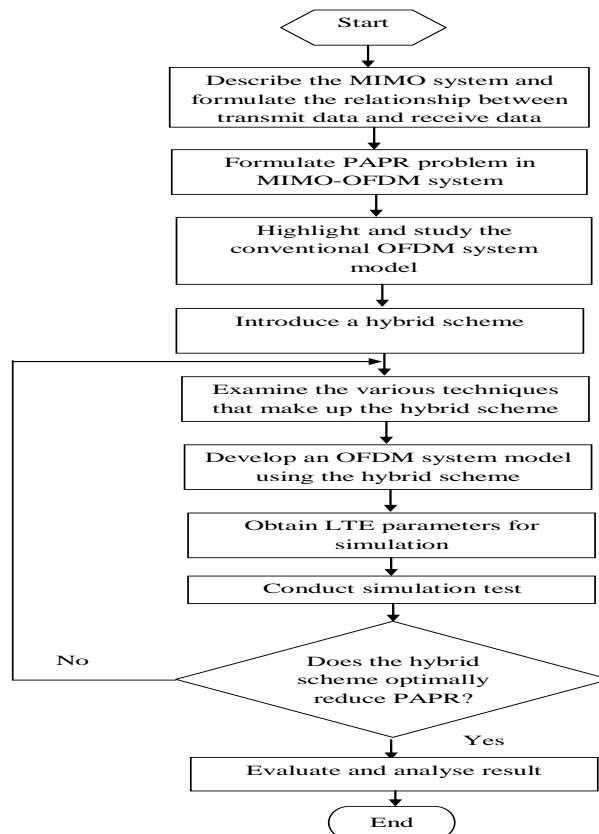 Start
Describe the MIMO system and
formulate the relationship between
transmit data and receive data
Formulate PAPR problem in
MIMO-OFDM system
Highlight and study the
conventional OFDM system
model
Introduce a hybrid scheme
Examine the various techniques
that make up the hybrid scheme
Develop an OFDM system model
using the hybrid scheme
Obtain LTE parameters for
simulation
Conduct simulation test
No
Does the hybrid
scheme optimally
reduce PAPR?
Yes
Evaluate and analyse result
End